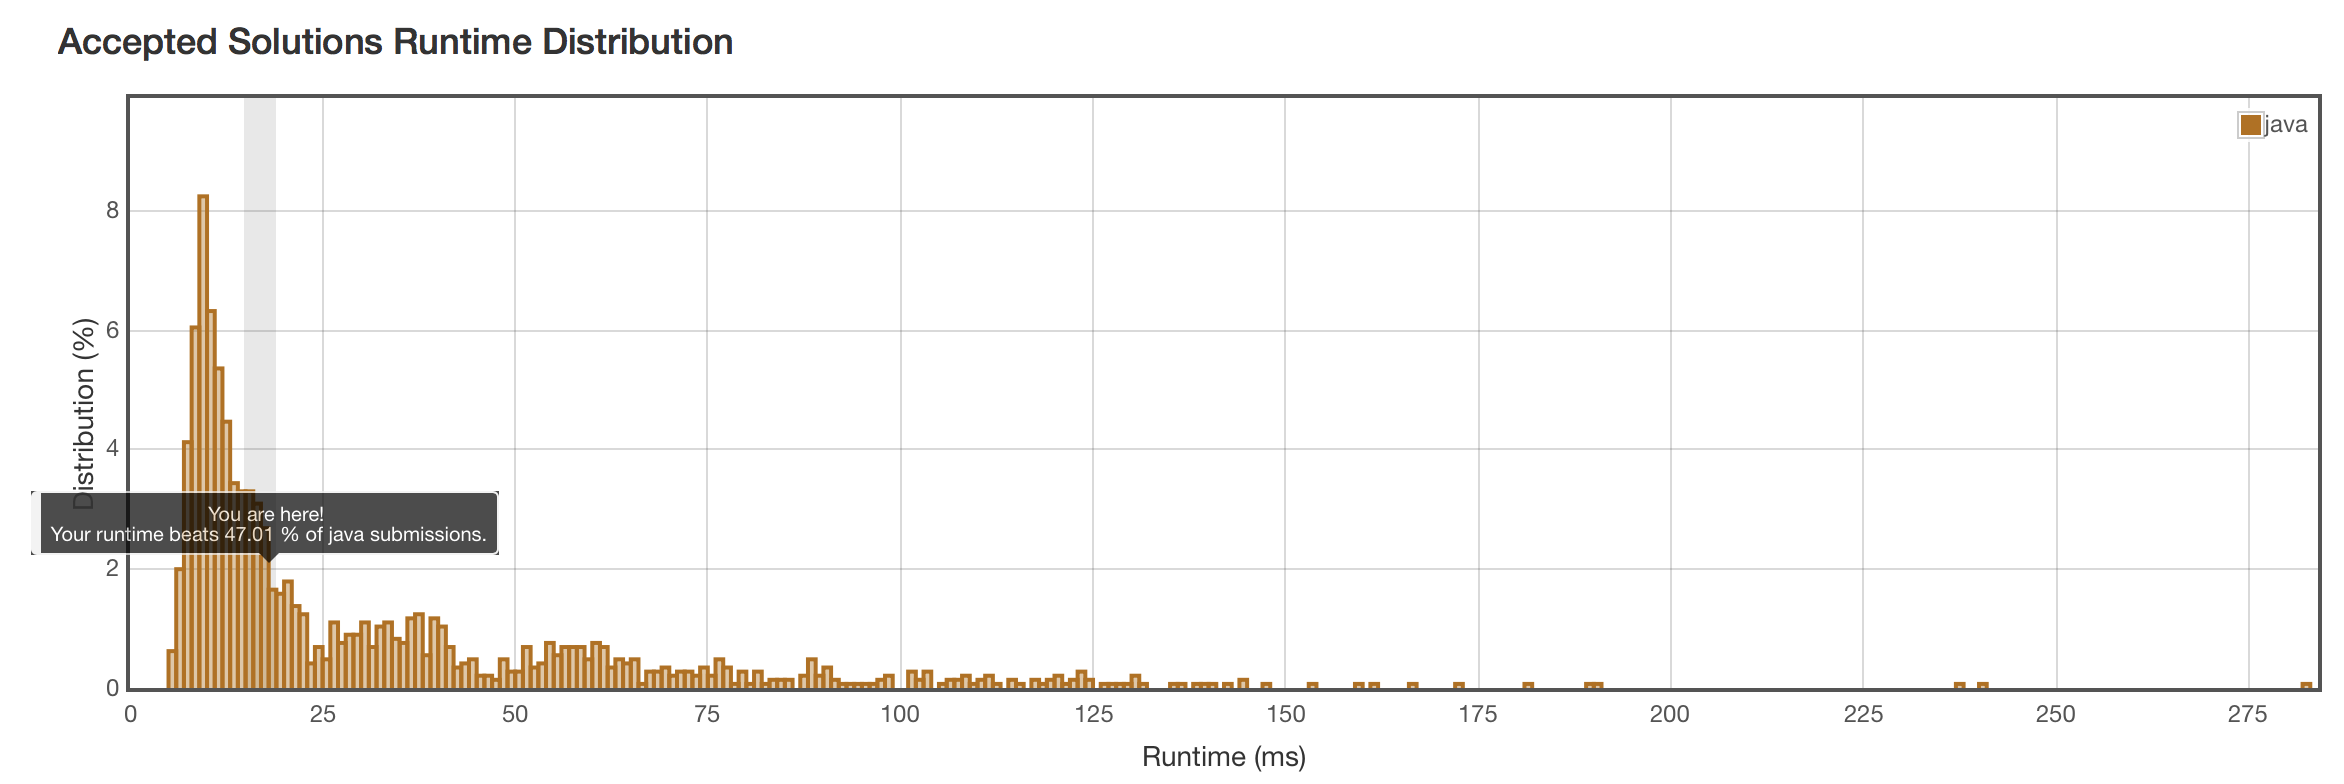 Accepted Solutions Runtime Distribution
java
Distribution (%)
8
6
4
2
0
You are here!
Your runtime beats 47.01 % of java submissions.
0 25 50 75 100 125 150 175 200 225 250 275
Runtime (ms)